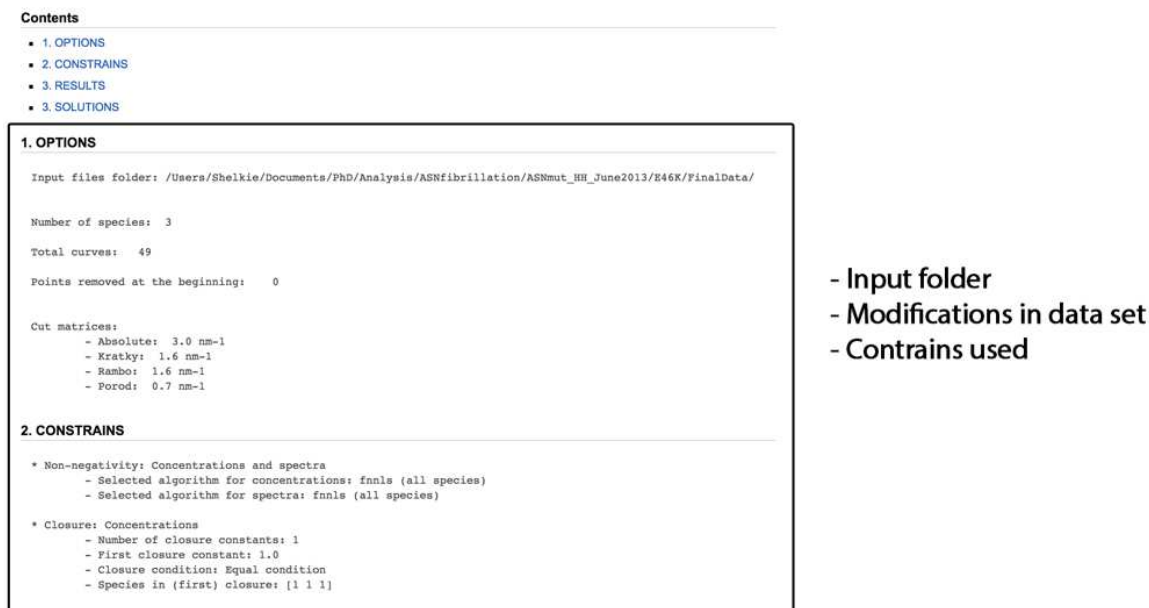 Contents
1. OPTIONS
2. CONSTRAINS
3. RESULTS
3. SOLUTIONS
1. OPTIONS
Input files folder: /Users/Shelkie/Documents/PhD/Analysis/ASNfibrillation/ASNmut_HH_June2013/E46K/FinalData/
Number of species: 3
Total curves: 49
Points removed at the beginning: 0
Cut matrices:
- Absolute: 3.0 nm-1
- Kratky: 1.6 nm-1
- Rambo: 1.6 nm-1
- Porod: 0.7 nm-1
2. CONSTRAINS
* Non-negativity: Concentrations and spectra
- Selected algorithm for concentrations: fnnls (all species)
- Selected algorithm for spectra: fnnls (all species)
* Closure: Concentrations
- Number of closure constants: 1
- First closure constant: 1.0
- Closure condition: Equal condition
- Species in (first) closure: [1 1 1]
- Input folder
- Modifications in data set
- Contrains used